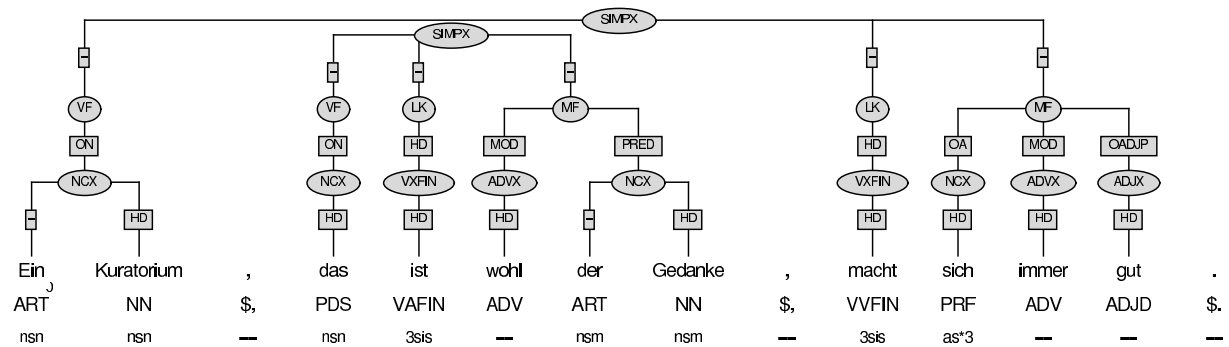 SIMPX
SIMPX
– – – – – –
VF VF LK MF LK MF
ON ON HD MOD PRED HD OA MOD OADJP
NCX NCX VXFIN ADVX NCX VXFIN NCX ADVX ADJX
– HD HD HD HD – HD HD HD HD HD
Ein Kuratorium , das ist wohl der Gedanke , macht sich immer gut .
ART NN $, PDS VAFIN ADV ART NN $, VVFIN PRF ADV ADJD $.
nsn nsn -- nsn 3sis -- nsm nsm -- 3sis as*3 -- -- --